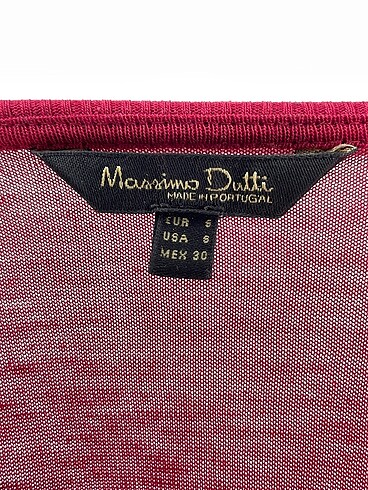 Massimo Dutti
MADE IN PORTUGAL
EUR S
USA S
MEX 30